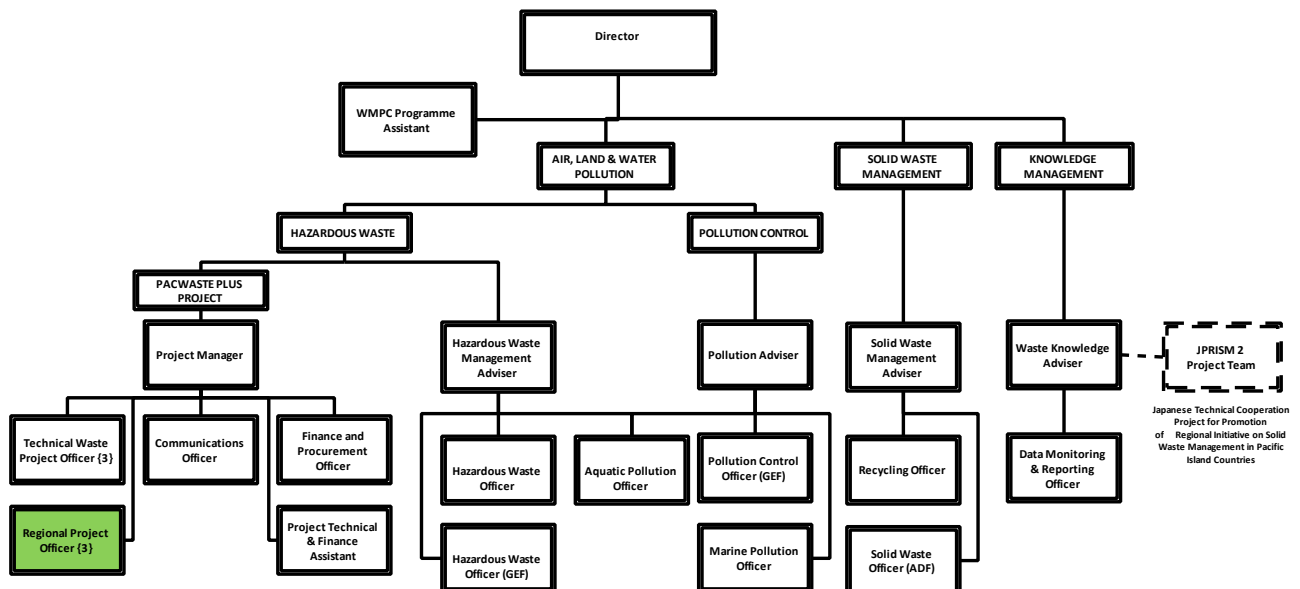 Director
WMPC Programme
Assistant
AIR, LAND & WATER
POLLUTION
SOLID WASTE
MANAGEMENT
KNOWLEDGE
MANAGEMENT
HAZARDOUS WASTE
POLLUTION CONTROL
PACWASTE PLUS
PROJECT
Project Manager
Hazardous Waste
Management
Adviser
Pollution Adviser
Solid Waste
Management
Adviser
Waste Knowledge
Adviser
JPRISM 2
Project Team
Japanese Technical Cooperation
Project for Promotion
of Regional Initiative on Solid
Waste Management in Pacific
Island Countries
Technical Waste
Project Officer {3}
Communications
Officer
Finance and
Procurement
Officer
Hazardous Waste
Officer
Aquatic Pollution
Officer
Pollution Control
Officer (GEF)
Recycling Officer
Data Monitoring
& Reporting
Officer
Regional Project
Officer {3}
Project Technical
& Finance
Assistant
Hazardous Waste
Officer (GEF)
Marine Pollution
Officer
Solid Waste
Officer (ADF)